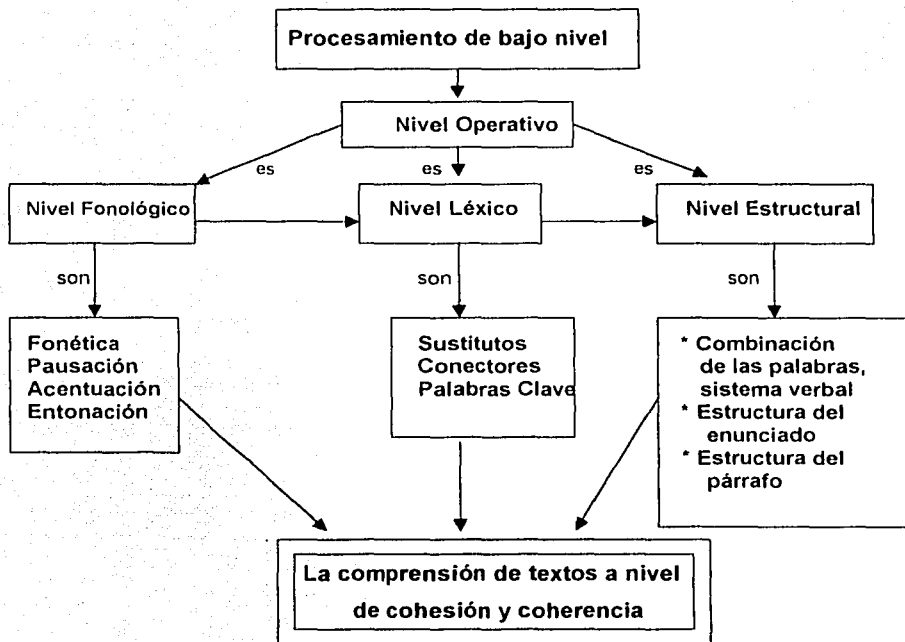 Procesamiento de bajo nivel
Nivel Operativo
es
es
es
Nivel Fonológico
Nivel Léxico
Nivel Estructural
son
son
son
Fonética
Pausación
Acentuación
Entonación
Sustitutos
Conectores
Palabras Clave
* Combinación
de las palabras,
sistema verbal
* Estructura del
enunciado
* Estructura del
párrafo
La comprensión de textos a nivel
de cohesión y coherencia